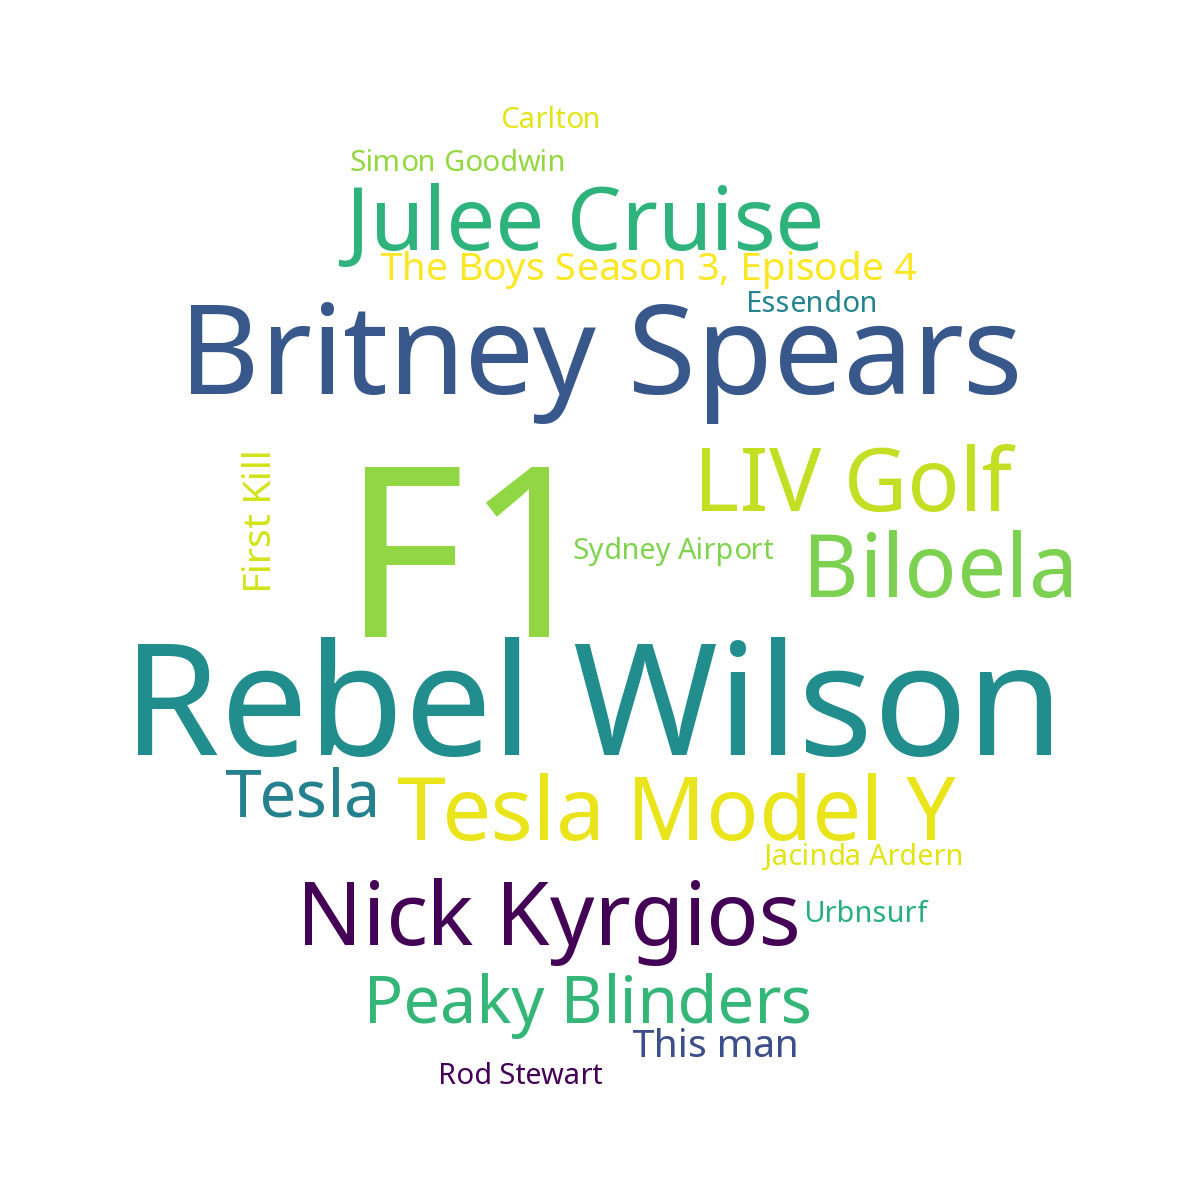 Carlton
Simon Goodwin
Julee Cruise
The Boys Season 3, Episode 4
Essendon
Britney Spears
First Kill
F1
LIV Golf
Sydney Airport
Biloela
Rebel Wilson
Tesla
Tesla Model Y
Jacinda Ardern
Nick Kyrgios
Urbnsurf
Peaky Blinders
This man
Rod Stewart